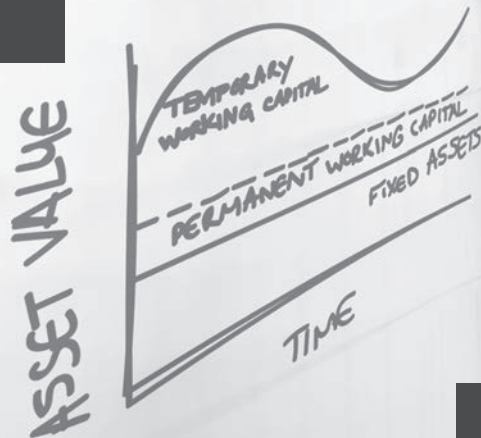 ASSET VALUE
TEMPORARY
WORKING CAPITAL
PERMANENT WORKING CAPITAL
FIXED ASSETS
TIME